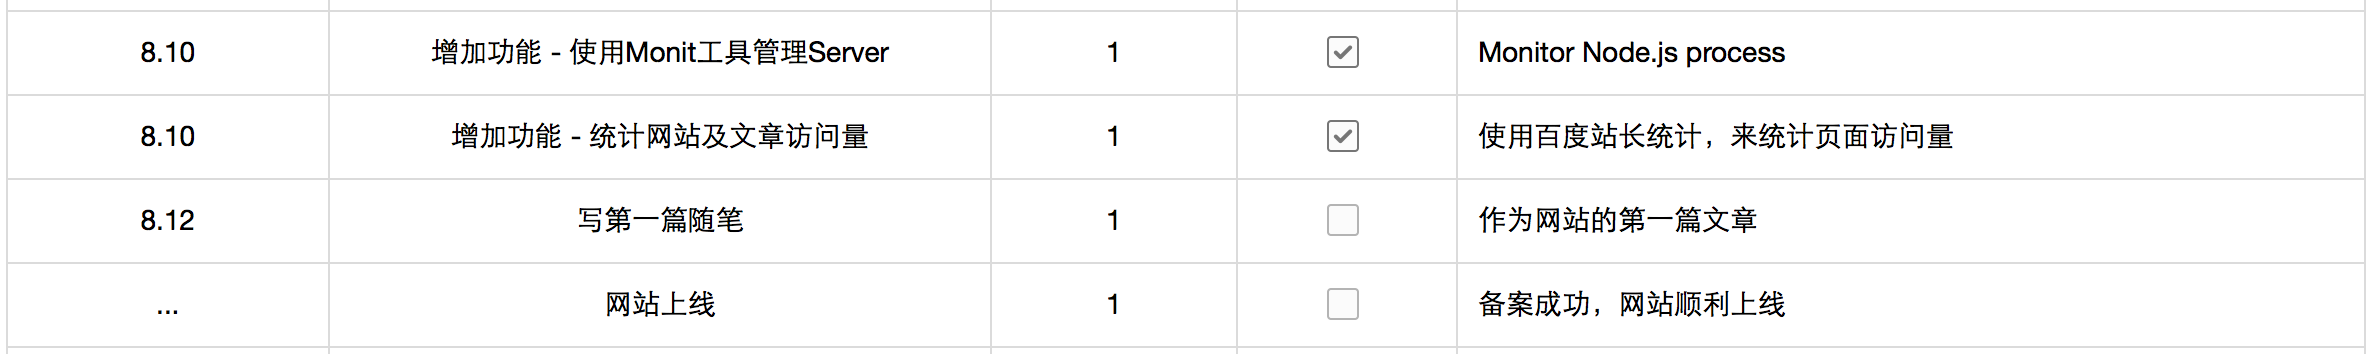 8.10 增加功能 - 使用Monit工具管理Server 1 Monitor Node.js process
8.10 增加功能 - 统计网站及文章访问量 1 使用百度站长统计，来统计页面访问量
8.12 写第一篇随笔 1 作为网站的第一篇文章
... 网站上线 1 备案成功，网站顺利上线